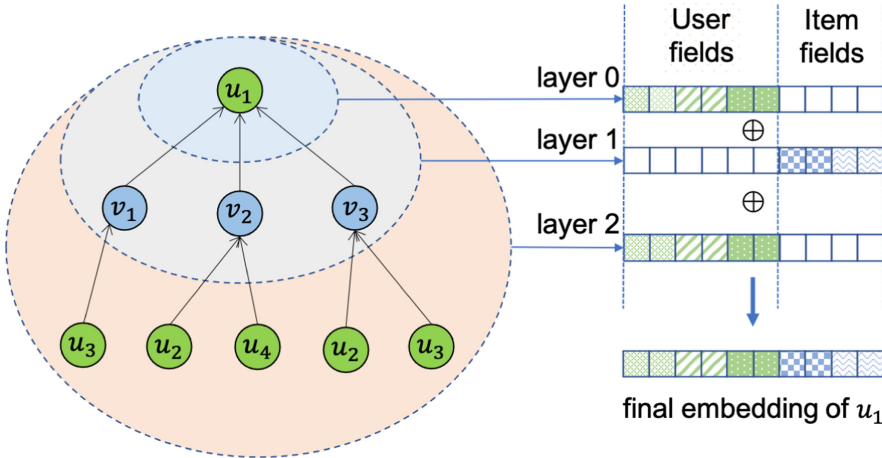 User
fields
Item
fields
u₁
layer 0
⊕
layer 1
v₁
v₂
v₃
⊕
layer 2
u₃
u₂
u₄
u₂
u₃
final embedding of u₁